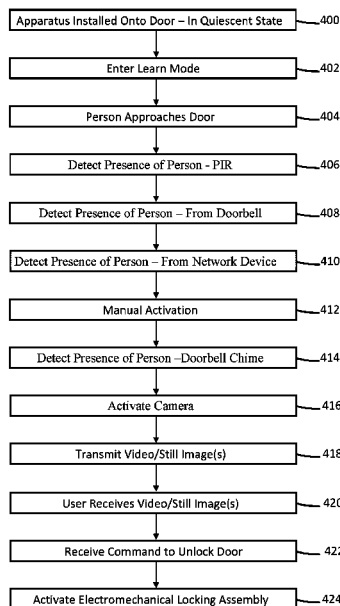 Apparatus Installed Onto Door – In Quiescent State 400
Enter Learn Mode 402
Person Approaches Door 404
Detect Presence of Person - PIR 406
Detect Presence of Person – From Doorbell 408
Detect Presence of Person – From Network Device 410
Manual Activation 412
Detect Presence of Person –Doorbell Chime 414
Activate Camera 416
Transmit Video/Still Image(s) 418
User Receives Video/Still Image(s) 420
Receive Command to Unlock Door 422
Activate Electromechanical Locking Assembly 424